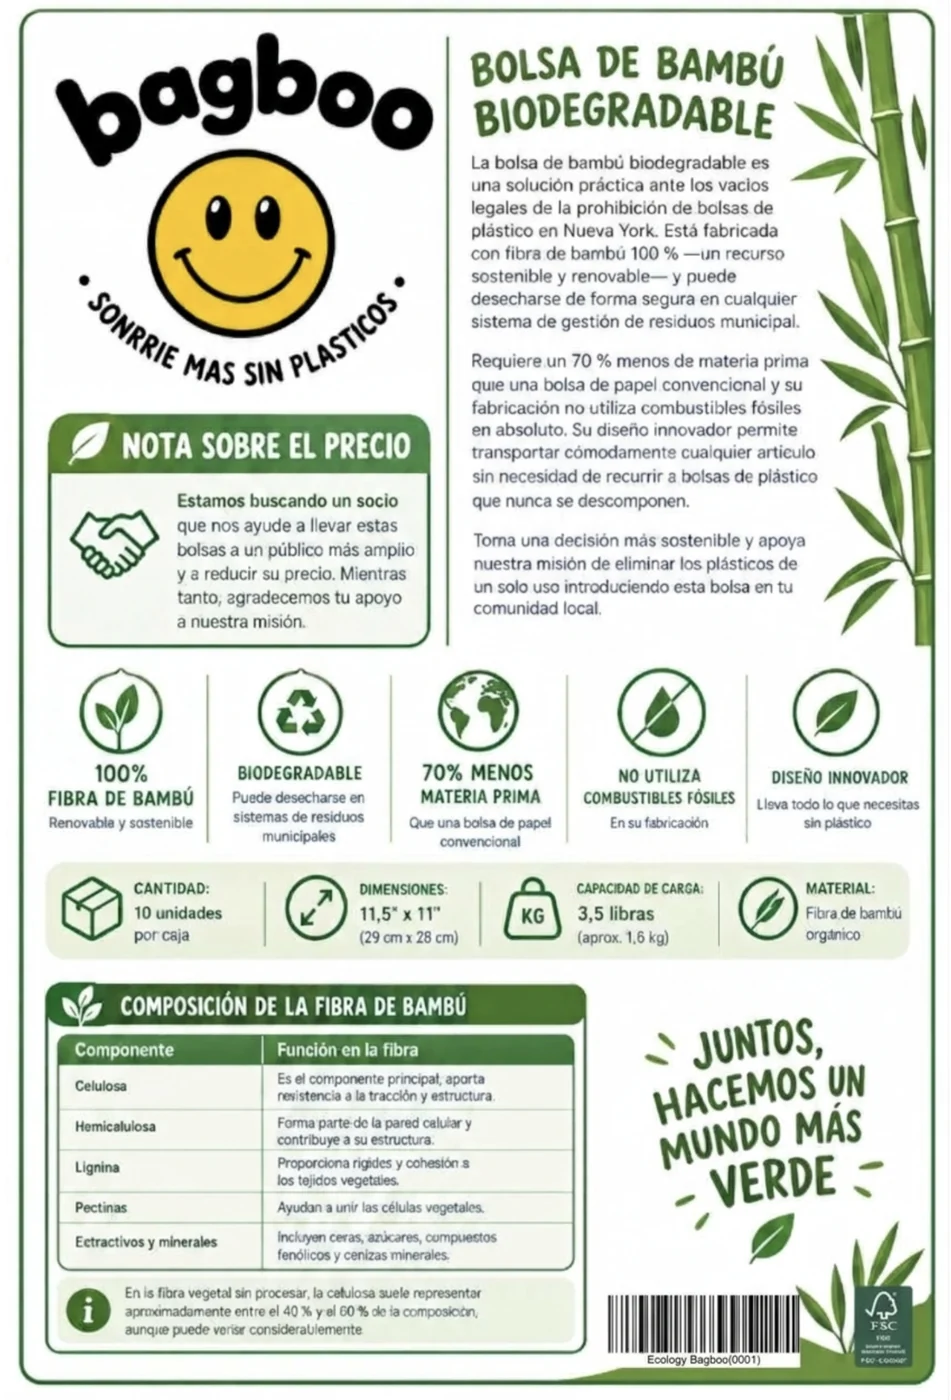 bagboo
• SONRRIE MAS SIN PLASTICOS •
NOTA SOBRE EL PRECIO
Estamos buscando un socio
que nos ayude a llevar estas
bolsas a un público más amplio
y a reducir su precio. Mientras
tanto, agradecemos tu apoyo
a nuestra misión.
BOLSA DE BAMBÚ
BIODEGRADABLE
La bolsa de bambú biodegradable es
una solución práctica ante los vacíos
legales de la prohibición de bolsas de
plástico en Nueva York. Está fabricada
con fibra de bambú 100 % —un recurso
sostenible y renovable— y puede
desecharse de forma segura en cualquier
sistema de gestión de residuos municipal.
Requiere un 70 % menos de materia prima
que una bolsa de papel convencional y su
fabricación no utiliza combustibles fósiles
en absoluto. Su diseño innovador permite
transportar cómodamente cualquier artículo
sin necesidad de recurrir a bolsas de plástico
que nunca se descomponen.
Toma una decisión más sostenible y apoya
nuestra misión de eliminar los plásticos de
un solo uso introduciendo esta bolsa en tu
comunidad local.
100%
FIBRA DE BAMBÚ
Renovable y sostenible
BIODEGRADABLE
Puede desecharse en
sistemas de residuos
municipales
70% MENOS
MATERIA PRIMA
Que una bolsa de papel
convencional
NO UTILIZA
COMBUSTIBLES FÓSILES
En su fabricación
DISEÑO INNOVADOR
Lleva todo lo que necesitas
sin plástico
CANTIDAD:
10 unidades
por caja
DIMENSIONES:
11,5" x 11"
(29 cm x 28 cm)
KG
CAPACIDAD DE CARGA:
3,5 libras
(aprox. 1,6 kg)
MATERIAL:
Fibra de bambú
orgánico
COMPOSICIÓN DE LA FIBRA DE BAMBÚ
Componente Función en la fibra
Celulosa
Es el componente principal, aporta
resistencia a la tracción y estructura.
Hemicalulosa
Forma parte de la pared celular y
contribuye a su estructura.
Lignina
Proporciona rigides y cohesión a
los tejidos vegetales.
Pectinas
Ayudan a unir las células vegetales.
Ectractivos y minerales
Incluyen ceras, azúcares, compuestos
fenólicos y cenizas minerales.
i
En la fibra vegetal sin procesar, la celulosa suele representar
aproximadamente entre el 40 % y el 60 % de la composición,
aunque puede variar considerablemente
JUNTOS,
HACEMOS UN
MUNDO MÁS
VERDE
Ecology Bagboo(0001)
FSC